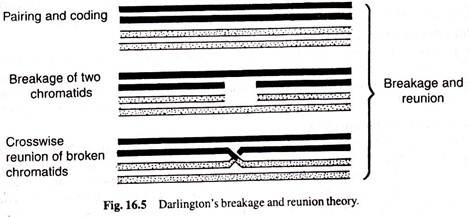 Pairing and coding
Breakage of two
chromatids
Breakage and
reunion
Crosswise
reunion of broken
chromatids
Fig. 16.5 Darlington's breakage and reunion theory.